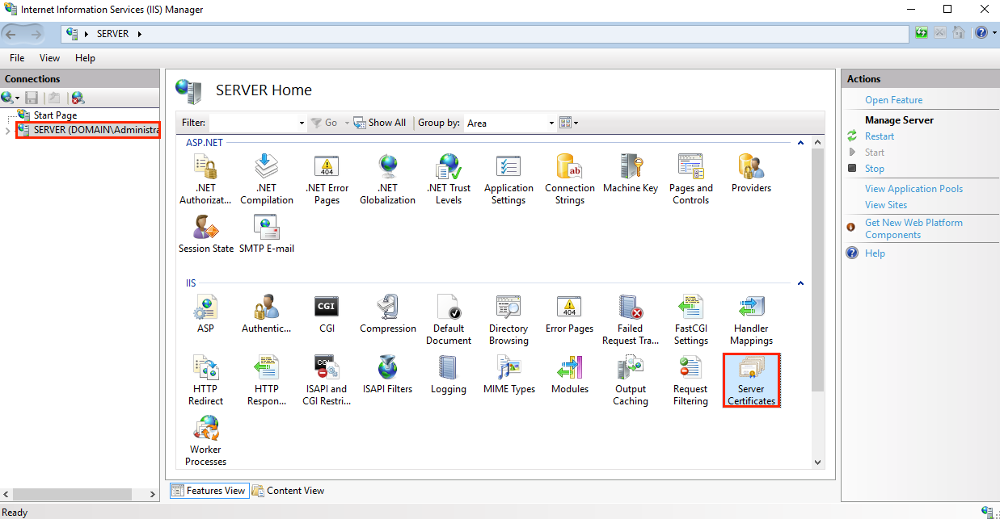 Internet Information Services (IIS) Manager
SERVER
File View Help
Connections
Start Page
SERVER (DOMAIN\Administra
SERVER Home
Filter: Go Show All Group by: Area
ASP.NET
.NET Authorizat...
.NET Compilation
.NET Error Pages
.NET Globalization
.NET Trust Levels
Application Settings
Connection Strings
Machine Key
Pages and Controls
Providers
Session State
SMTP E-mail
IIS
ASP
Authentic...
CGI
Compression
Default Document
Directory Browsing
Error Pages
Failed Request Tra...
FastCGI Settings
Handler Mappings
HTTP Redirect
HTTP Respon...
ISAPI and CGI Restri...
ISAPI Filters
Logging
MIME Types
Modules
Output Caching
Request Filtering
Server Certificates
Worker Processes
Features View
Content View
Actions
Open Feature
Manage Server
Restart
Start
Stop
View Application Pools
View Sites
Get New Web Platform
Components
Help
Ready